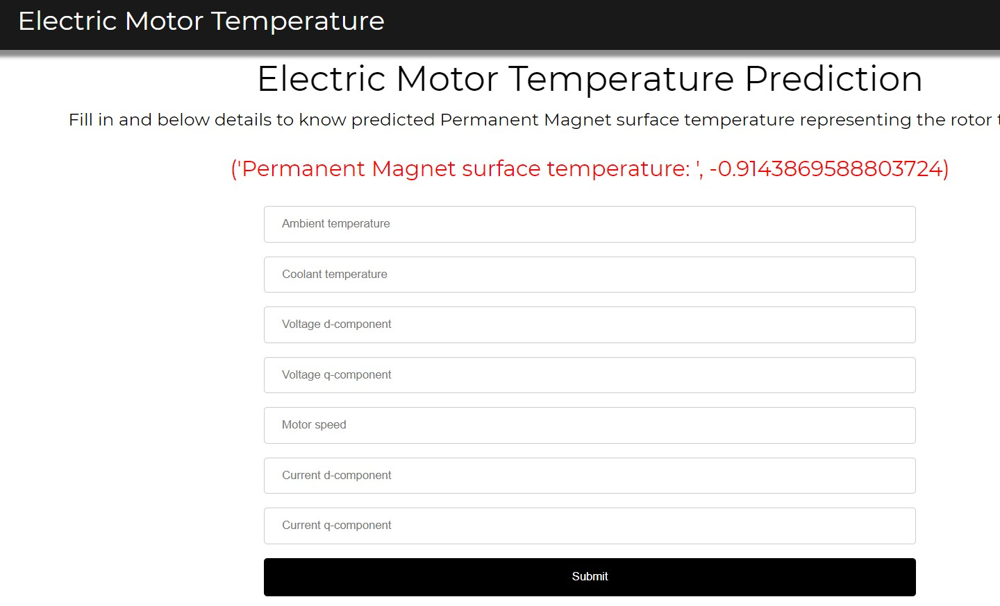 Electric Motor Temperature
Electric Motor Temperature Prediction
Fill in and below details to know predicted Permanent Magnet surface temperature representing the rotor
('Permanent Magnet surface temperature: ', -0.9143869588803724)
Ambient temperature
Coolant temperature
Voltage d-component
Voltage q-component
Motor speed
Current d-component
Current q-component
Submit